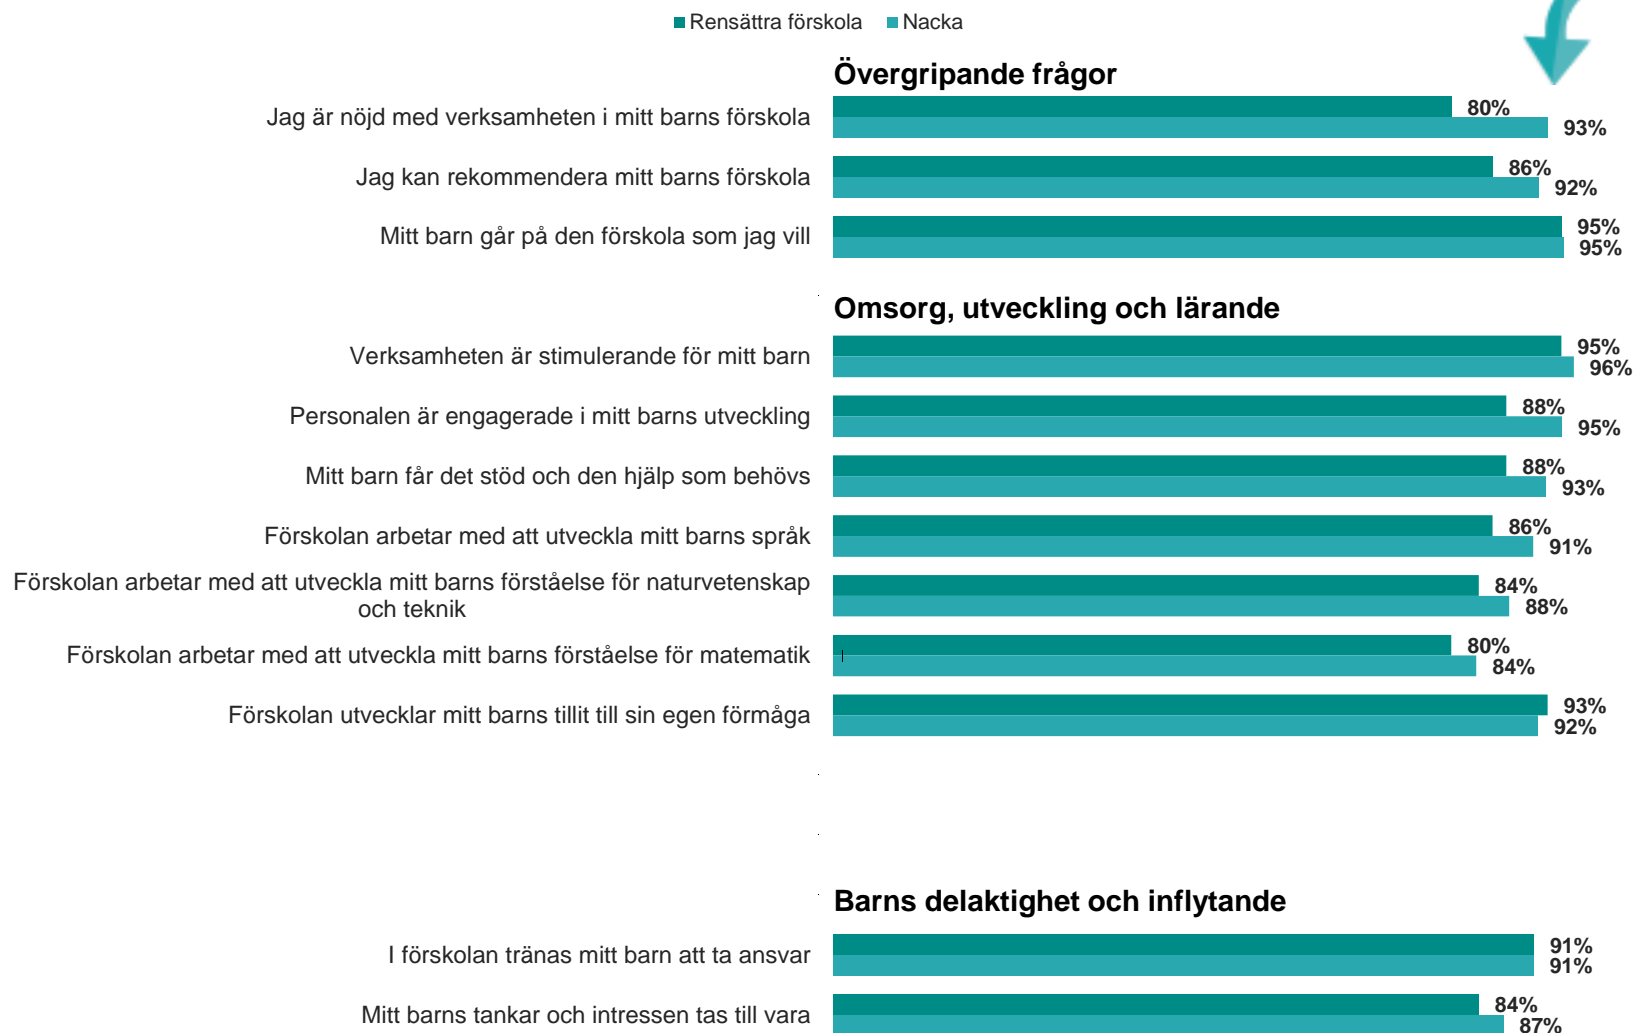 Rensättra förskola Nacka
Övergripande frågor
Jag är nöjd med verksamheten i mitt barns förskola 80%
93%
Jag kan rekommendera mitt barns förskola 86%
92%
Mitt barn går på den förskola som jag vill 95%
95%
Omsorg, utveckling och lärande
Verksamheten är stimulerande för mitt barn 95%
96%
Personalen är engagerade i mitt barns utveckling 88%
95%
Mitt barn får det stöd och den hjälp som behövs 88%
93%
Förskolan arbetar med att utveckla mitt barns språk 86%
91%
Förskolan arbetar med att utveckla mitt barns förståelse för naturvetenskap
och teknik
84%
88%
Förskolan arbetar med att utveckla mitt barns förståelse för matematik 80%
84%
Förskolan utvecklar mitt barns tillit till sin egen förmåga 93%
92%
Barns delaktighet och inflytande
I förskolan tränas mitt barn att ta ansvar 91%
91%
Mitt barns tankar och intressen tas till vara 84%
87%